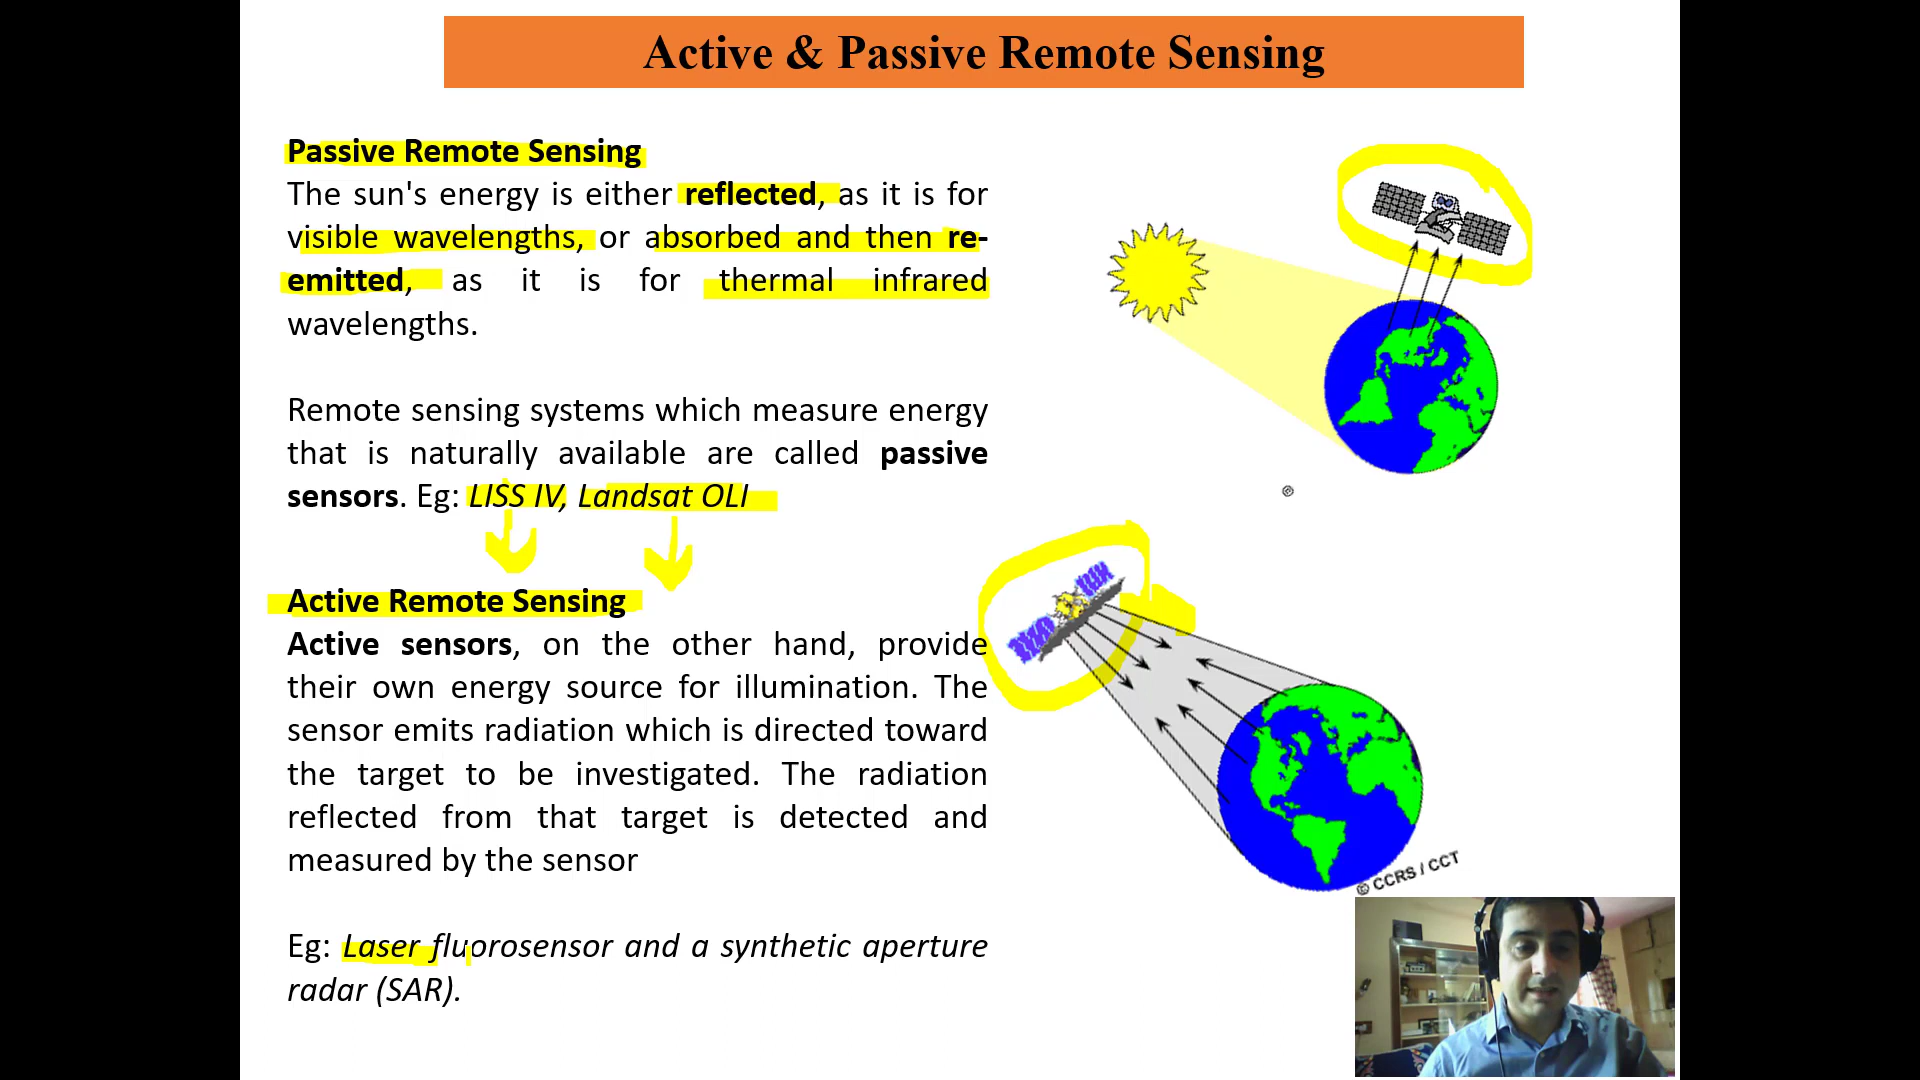 Active & Passive Remote Sensing
Passive Remote Sensing
The sun's energy is either reflected, as it is for
visible wavelengths, or absorbed and then re-
emitted, as it is for thermal infrared
wavelengths.
Remote sensing systems which measure energy
that is naturally available are called passive
sensors. Eg: LISS IV, Landsat OLI
Active Remote Sensing
Active sensors, on the other hand, provide
their own energy source for illumination. The
sensor emits radiation which is directed toward
the target to be investigated. The radiation
reflected from that target is detected and
measured by the sensor
Eg: Laser fluorosensor and a synthetic aperture
radar (SAR).
© CCRS / CCT